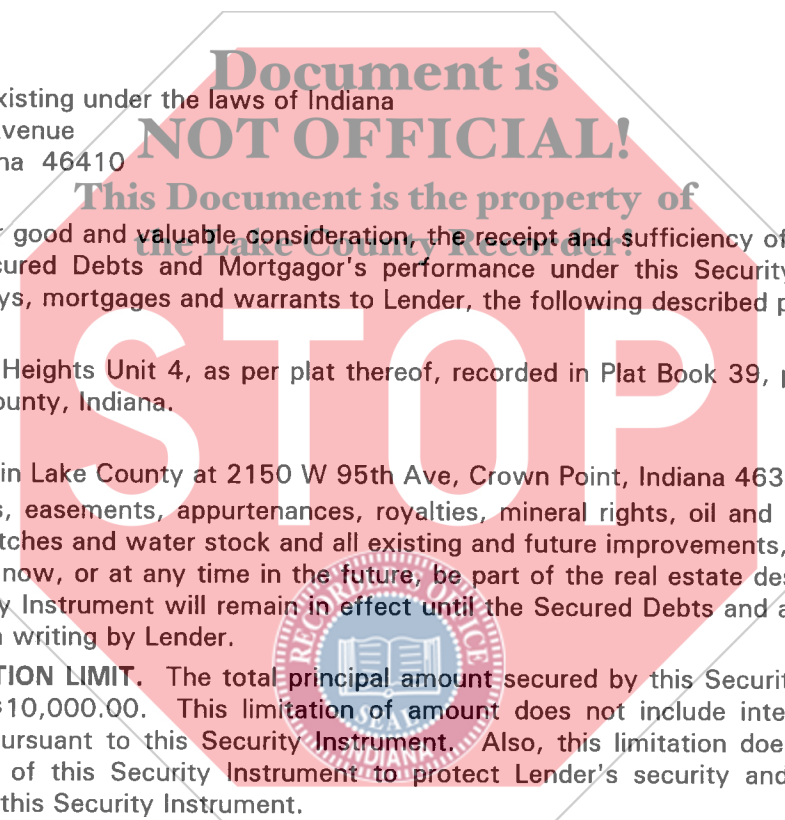 Document is
xisting under the laws of Indiana
venue
NOT OFFICIAL!
na 46410
This Document is the property of
r good and valuable consideration, the receipt and sufficiency of
the Lake County Recorder!
cured Debts and Mortgagor's performance under this Security
ys, mortgages and warrants to Lender, the following described p
STOP
Heights Unit 4, as per plat thereof, recorded in Plat Book 39, p
ounty, Indiana.
in Lake County at 2150 W 95th Ave, Crown Point, Indiana 463
s, easements, appurtenances, royalties, mineral rights, oil and
tches and water stock and all existing and future improvements,
now, or at any time in the future, be part of the real estate des
y Instrument will remain in effect until the Secured Debts and a
n writing by Lender.
RECORDER'S OFFICE
SEAL
INDIANA
TION LIMIT. The total principal amount secured by this Securit
$10,000.00. This limitation of amount does not include inte
ursuant to this Security Instrument. Also, this limitation doe
of this Security Instrument to protect Lender's security and
this Security Instrument.